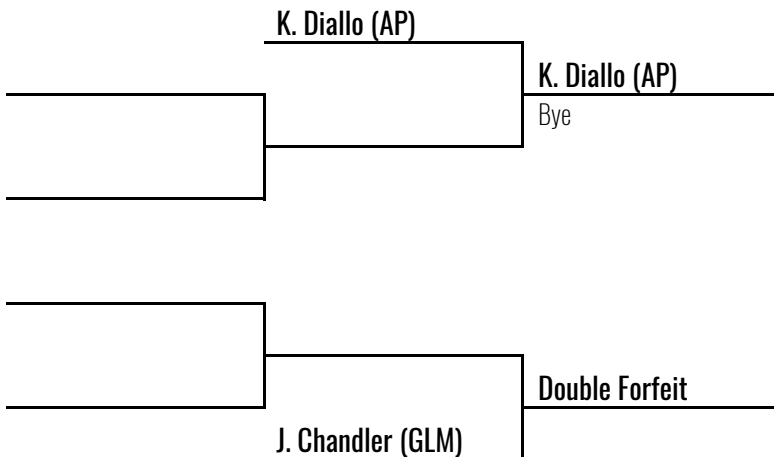 K. Diallo (AP)
K. Diallo (AP)
Bye
Double Forfeit
J. Chandler (GLM)